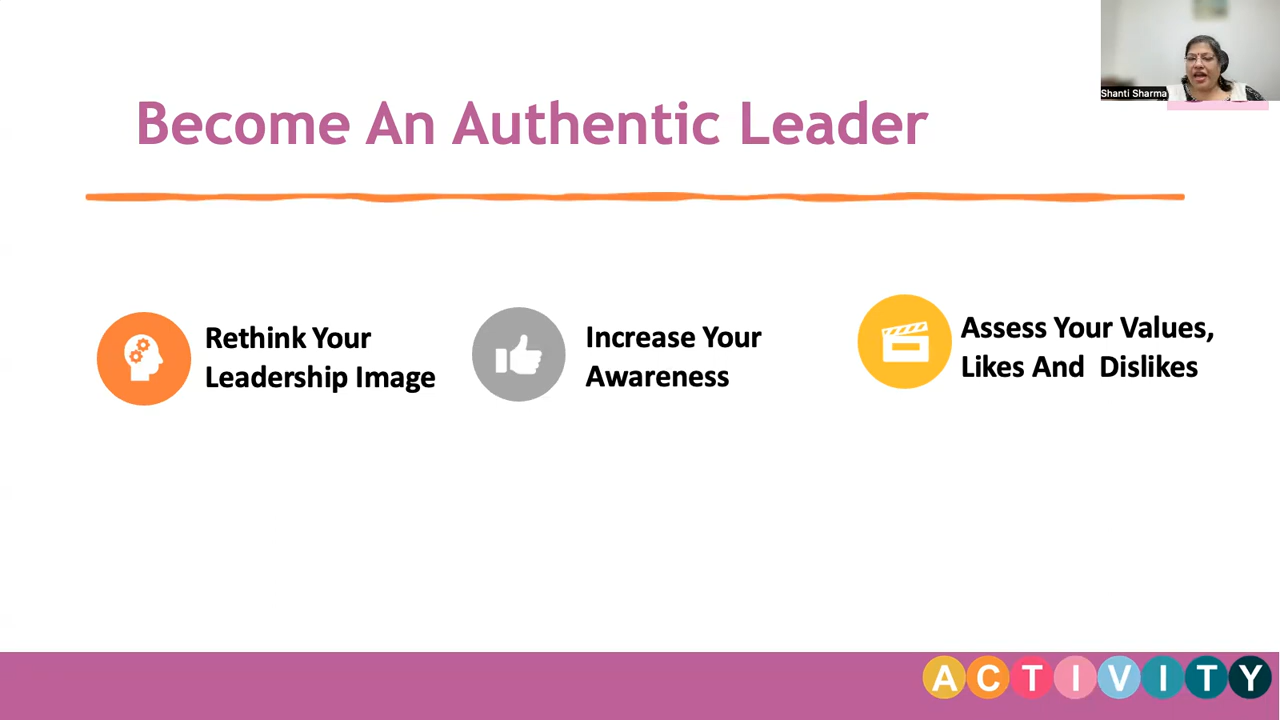 Shanti Sharma
Become An Authentic Leader
Rethink Your
Leadership Image
Increase Your
Awareness
Assess Your Values,
Likes And  Dislikes
ACTIVITY